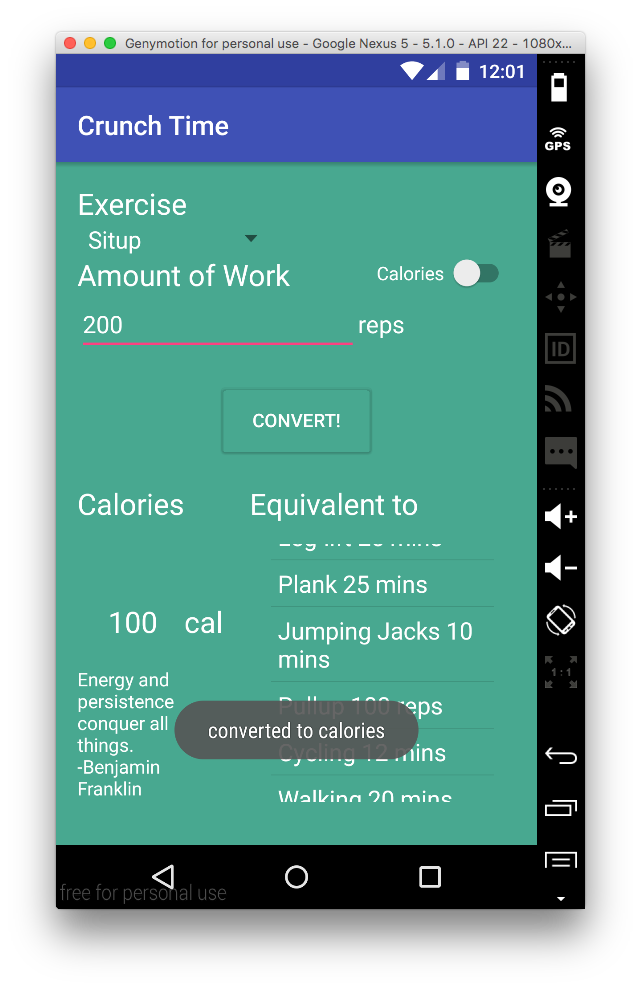 Genymotion for personal use - Google Nexus 5 - 5.1.0 - API 22 - 1080x...
12:01
Crunch Time
GPS
Exercise
Situp
Amount of Work
Calories
200
reps
ID
CONVERT!
Calories
Equivalent to
Plank 25 mins
100 cal
Jumping Jacks 10
mins
1:1
Energy and
persistence
conquer all
things.
-Benjamin
Franklin
Pullup 100 reps
converted to calories
Cycling 12 mins
Walking 20 mins
free for personal use